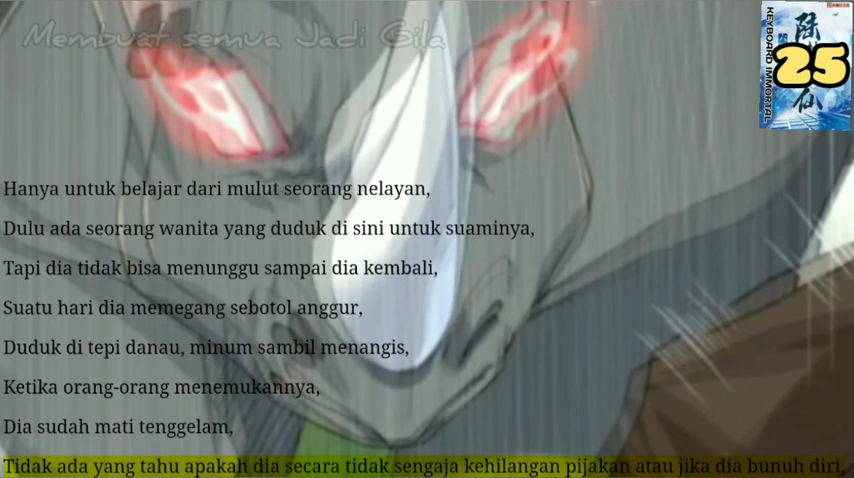 Membuat semua Jadi Gila
KEYBOARD IMMORTAL
25
Hanya untuk belajar dari mulut seorang nelayan,
Dulu ada seorang wanita yang duduk di sini untuk suaminya,
Tapi dia tidak bisa menunggu sampai dia kembali,
Suatu hari dia memegang sebotol anggur,
Duduk di tepi danau, minum sambil menangis,
Ketika orang-orang menemukannya,
Dia sudah mati tenggelam,
Tidak ada yang tahu apakah dia secara tidak sengaja kehilangan pijakan atau jika dia bunuh diri,